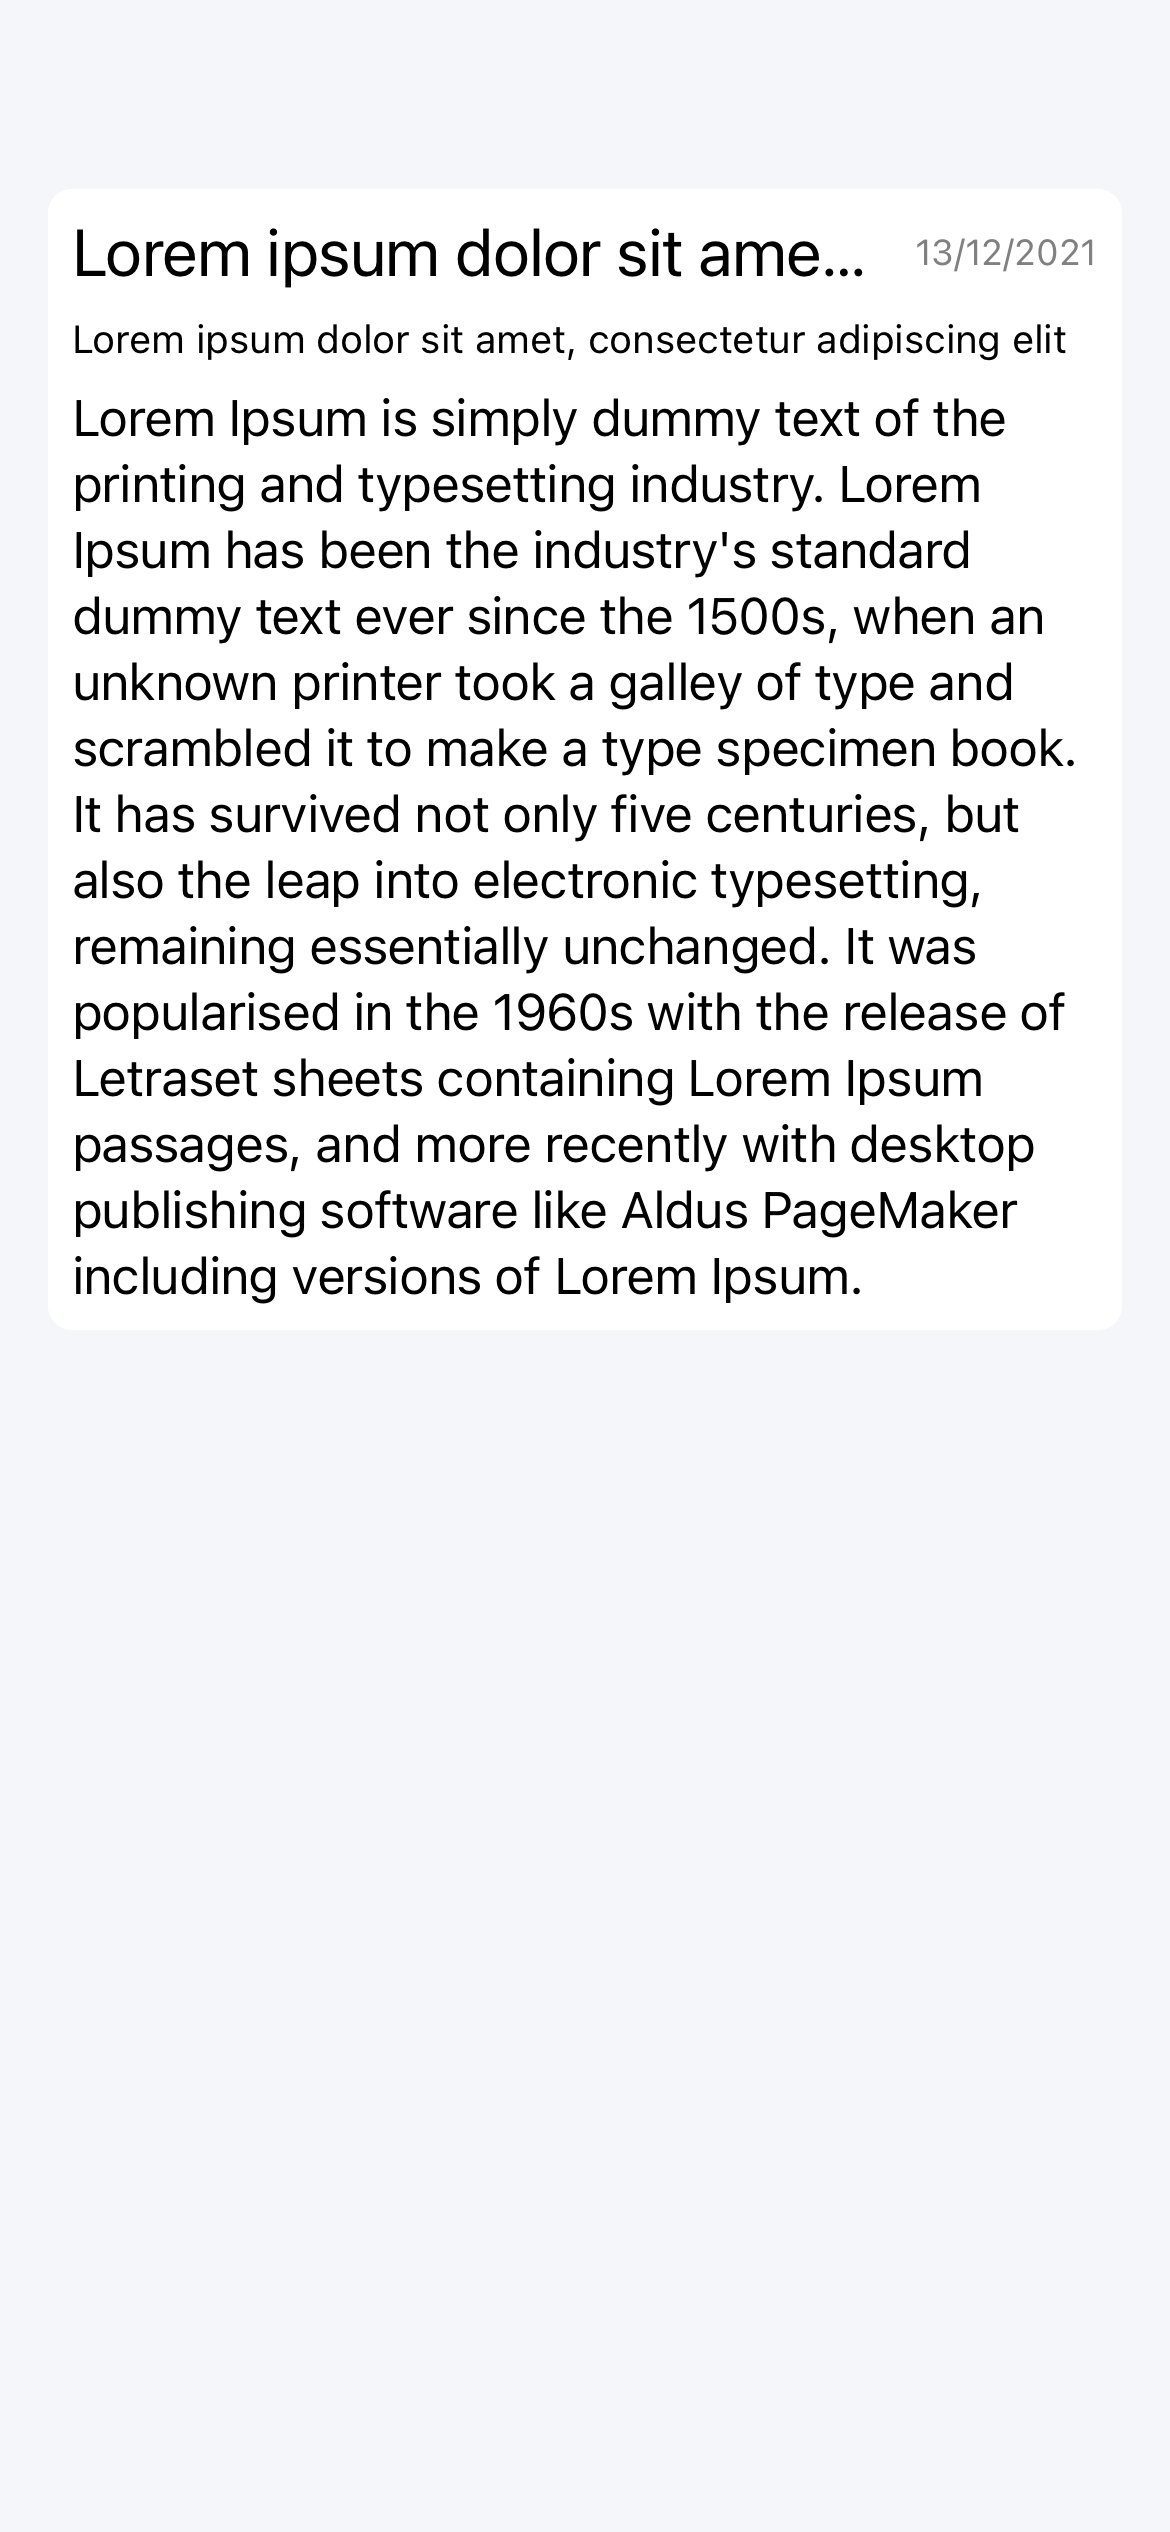 Lorem ipsum dolor sit ame... 13/12/2021
Lorem ipsum dolor sit amet, consectetur adipiscing elit
Lorem Ipsum is simply dummy text of the
printing and typesetting industry. Lorem
Ipsum has been the industry's standard
dummy text ever since the 1500s, when an
unknown printer took a galley of type and
scrambled it to make a type specimen book.
It has survived not only five centuries, but
also the leap into electronic typesetting,
remaining essentially unchanged. It was
popularised in the 1960s with the release of
Letraset sheets containing Lorem Ipsum
passages, and more recently with desktop
publishing software like Aldus PageMaker
including versions of Lorem Ipsum.